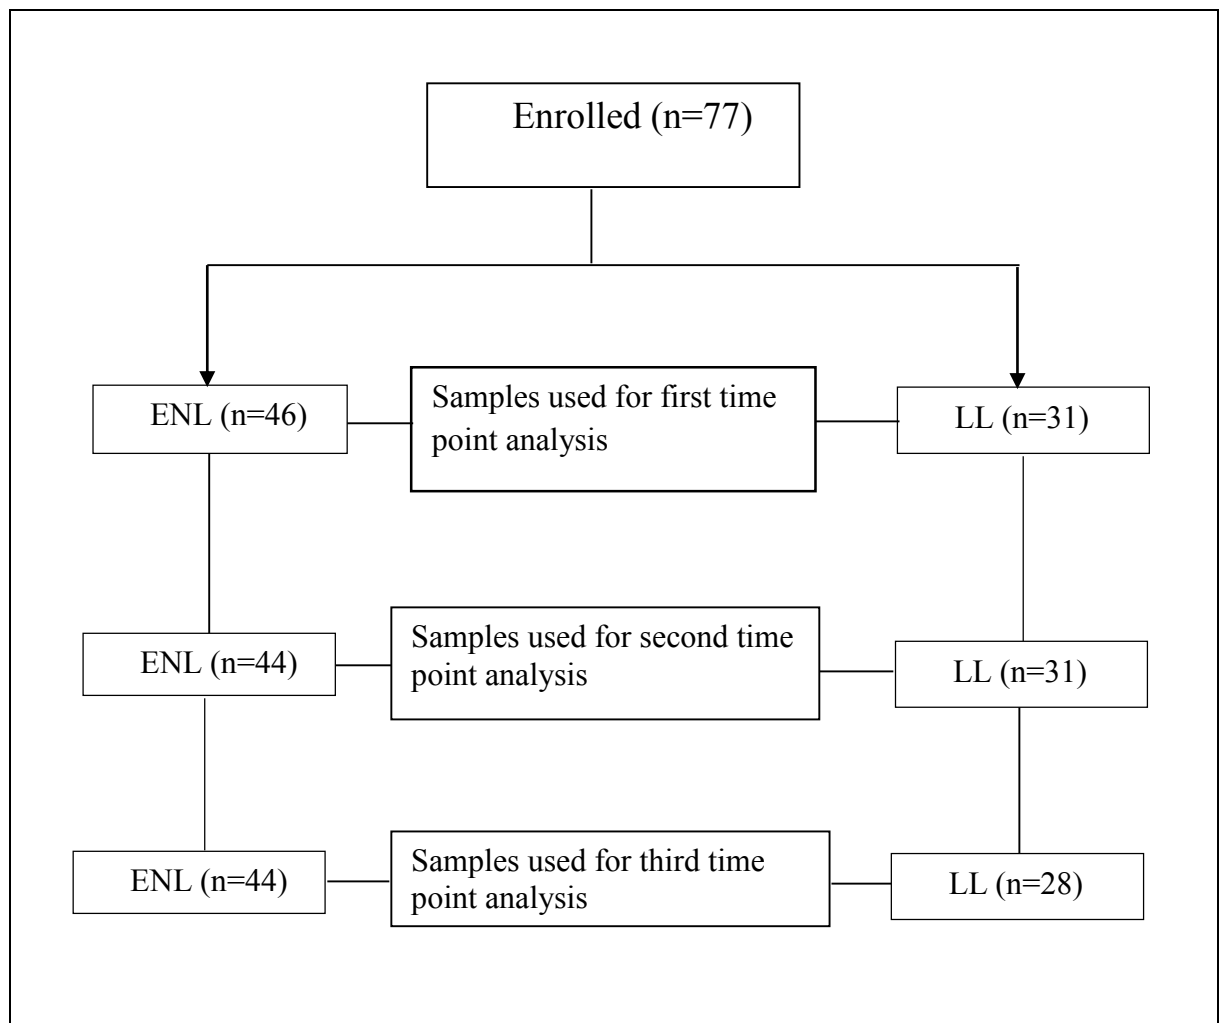 Enrolled (n=77)
ENL (n=46)
Samples used for first time
point analysis
LL (n=31)
ENL (n=44)
Samples used for second time
point analysis
LL (n=31)
ENL (n=44)
Samples used for third time
point analysis
LL (n=28)